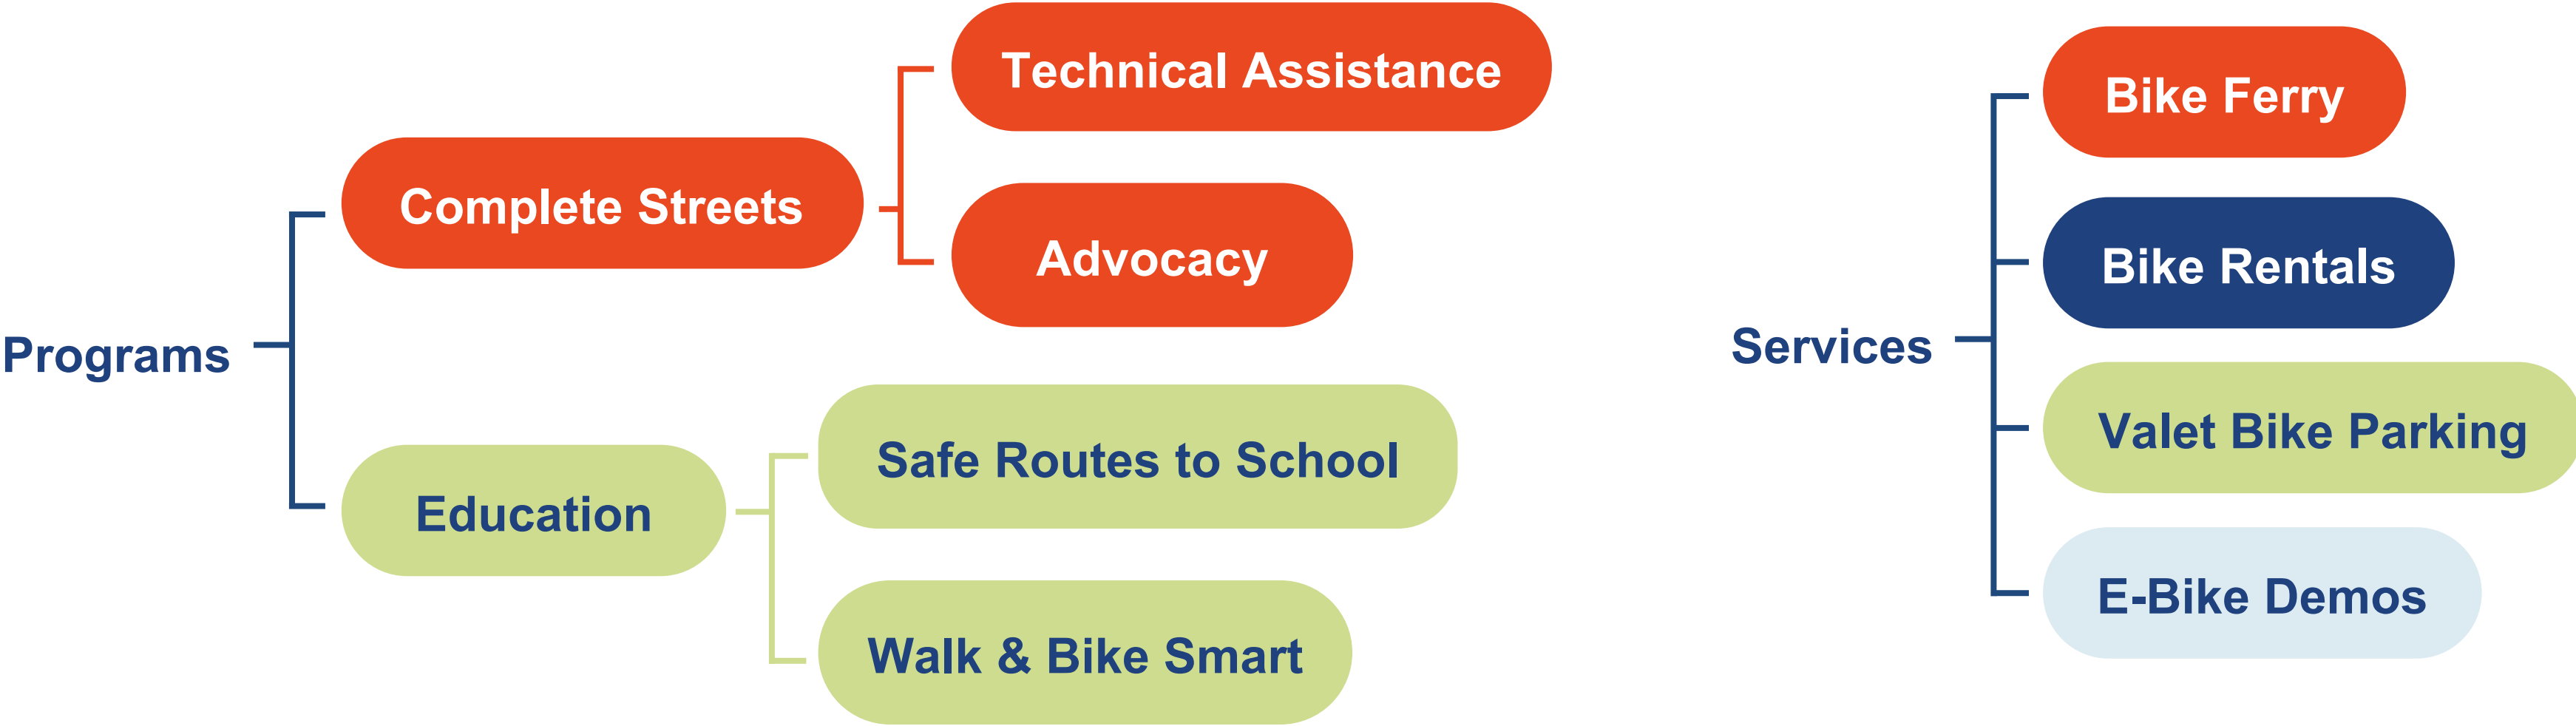 Programs
Complete Streets
Technical Assistance
Advocacy
Education
Safe Routes to School
Walk & Bike Smart
Services
Bike Ferry
Bike Rentals
Valet Bike Parking
E-Bike Demos